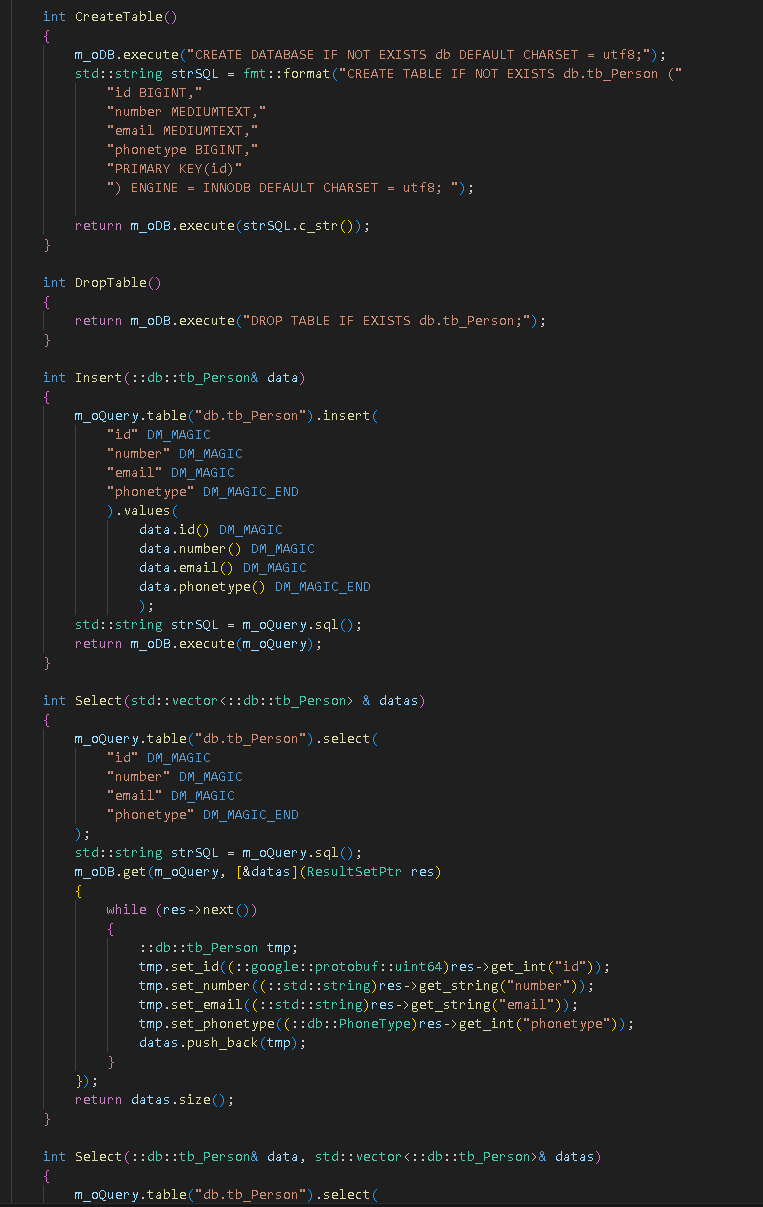 int CreateTable()
{
m_oDB.execute("CREATE DATABASE IF NOT EXISTS db DEFAULT CHARSET = utf8;");
std::string strSQL = fmt::format("CREATE TABLE IF NOT EXISTS db.tb_Person ("
"id BIGINT,"
"number MEDIUMTEXT,"
"email MEDIUMTEXT,"
"phonetype BIGINT,"
"PRIMARY KEY(id)"
") ENGINE = INNODB DEFAULT CHARSET = utf8; ");
return m_oDB.execute(strSQL.c_str());
}
int DropTable()
{
return m_oDB.execute("DROP TABLE IF EXISTS db.tb_Person;");
}
int Insert(::db::tb_Person& data)
{
m_oQuery.table("db.tb_Person").insert(
"id" DM_MAGIC
"number" DM_MAGIC
"email" DM_MAGIC
"phonetype" DM_MAGIC_END
).values(
data.id() DM_MAGIC
data.number() DM_MAGIC
data.email() DM_MAGIC
data.phonetype() DM_MAGIC_END
);
std::string strSQL = m_oQuery.sql();
return m_oDB.execute(m_oQuery);
}
int Select(std::vector<::db::tb_Person> & datas)
{
m_oQuery.table("db.tb_Person").select(
"id" DM_MAGIC
"number" DM_MAGIC
"email" DM_MAGIC
"phonetype" DM_MAGIC_END
);
std::string strSQL = m_oQuery.sql();
m_oDB.get(m_oQuery, [&datas](ResultSetPtr res)
{
while (res->next())
{
::db::tb_Person tmp;
tmp.set_id((::google::protobuf::uint64)res->get_int("id"));
tmp.set_number((::std::string)res->get_string("number"));
tmp.set_email((::std::string)res->get_string("email"));
tmp.set_phonetype((::db::PhoneType)res->get_int("phonetype"));
datas.push_back(tmp);
}
});
return datas.size();
}
int Select(::db::tb_Person& data, std::vector<::db::tb_Person>& datas)
{
m_oQuery.table("db.tb_Person").select(